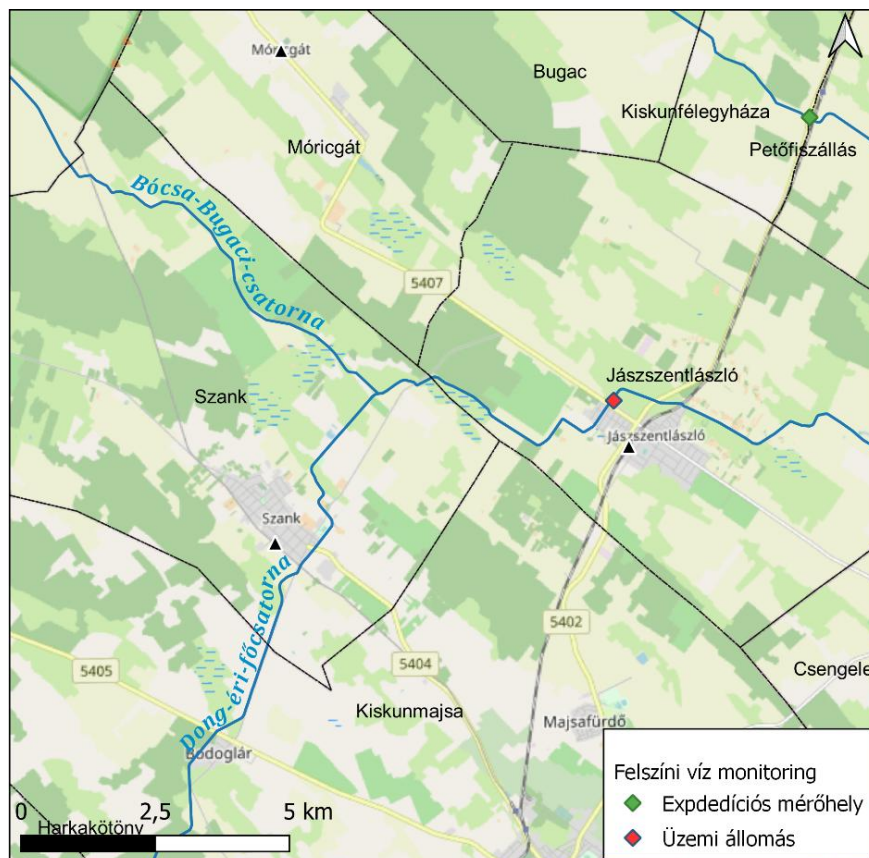 Móricgát
Bugac
Kiskunfélegyháza
Petőfiszállás
Móricgát
Bócsa-Bugaci-csatorna
5407
Jászszentlászló
Szank
Jászszentlászló
Szank
Dong-éri-főcsatorna
5402
5404
5405
Csengele
Kiskunmajsa
Majsafürdő
Bodoglár
Felszíni víz monitoring
Expdedíciós mérőhely
Üzemi állomás
0 2,5 5 km
Harkakötöny